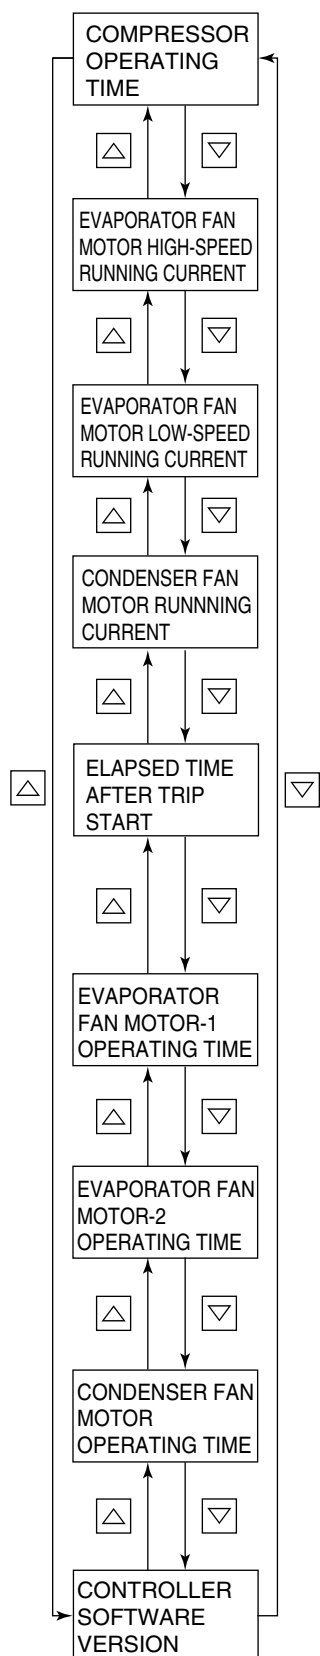 COMPRESSOR
OPERATING
TIME
EVAPORATOR FAN
MOTOR HIGH-SPEED
RUNNING CURRENT
EVAPORATOR FAN
MOTOR LOW-SPEED
RUNNING CURRENT
CONDENSER FAN
MOTOR RUNNNING
CURRENT
ELAPSED TIME
AFTER TRIP
START
EVAPORATOR
FAN MOTOR-1
OPERATING TIME
EVAPORATOR FAN
MOTOR-2
OPERATING TIME
CONDENSER FAN
MOTOR
OPERATING TIME
CONTROLLER
SOFTWARE
VERSION